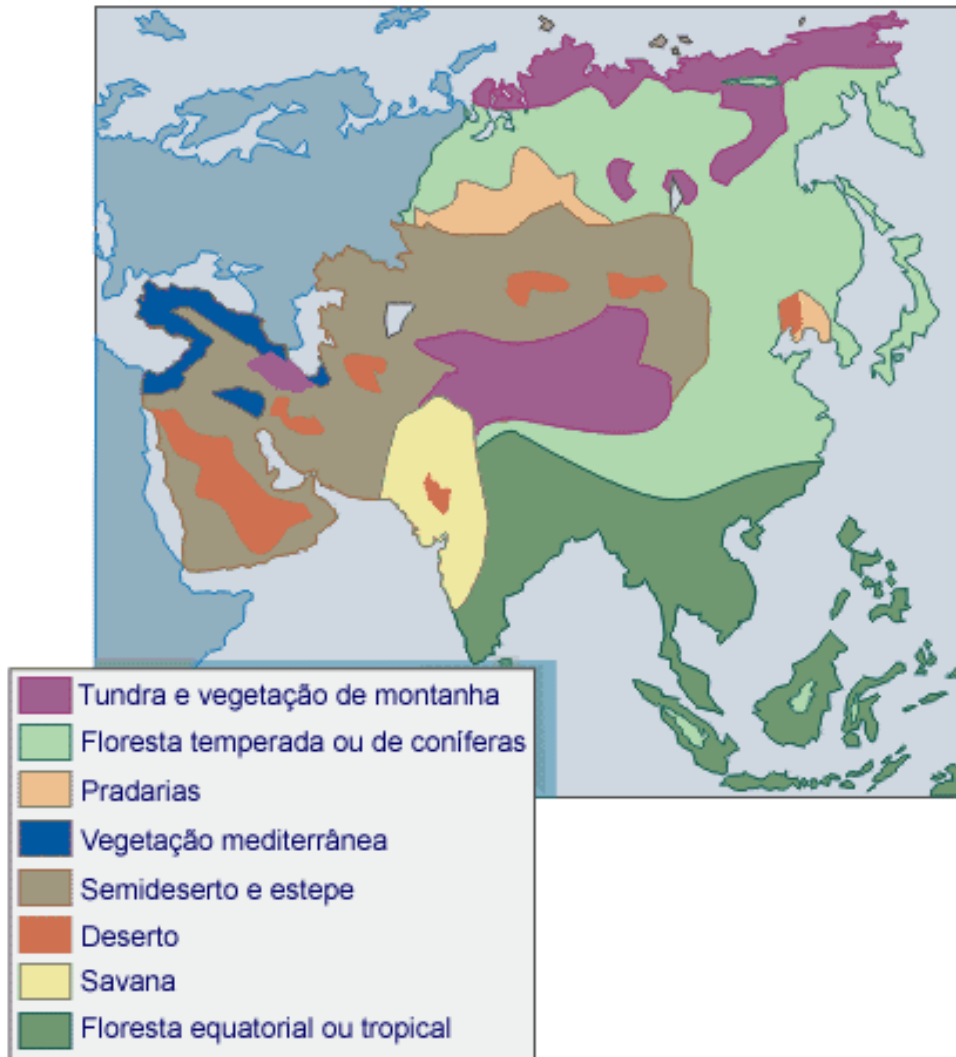 Tundra e vegetação de montanha
Floresta temperada ou de coníferas
Pradarias
Vegetação mediterrânea
Semideserto e estepe
Deserto
Savana
Floresta equatorial ou tropical